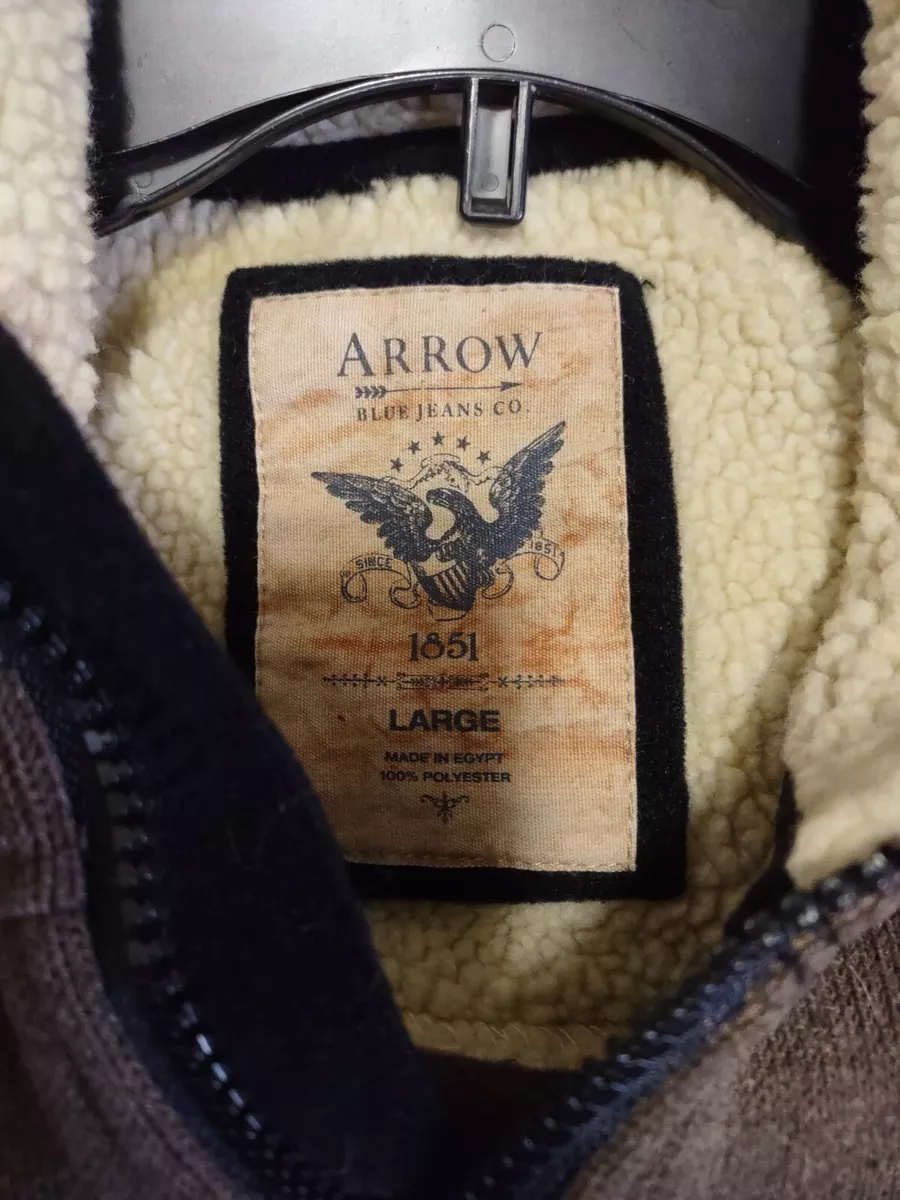 ARROW
BLUE JEANS CO.
SINCE 1851
1851
LARGE
MADE IN EGYPT
100% POLYESTER